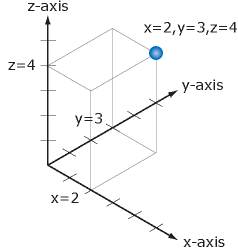 z-axis
x=2,y=3,z=4
z=4
y-axis
y=3
x=2
x-axis